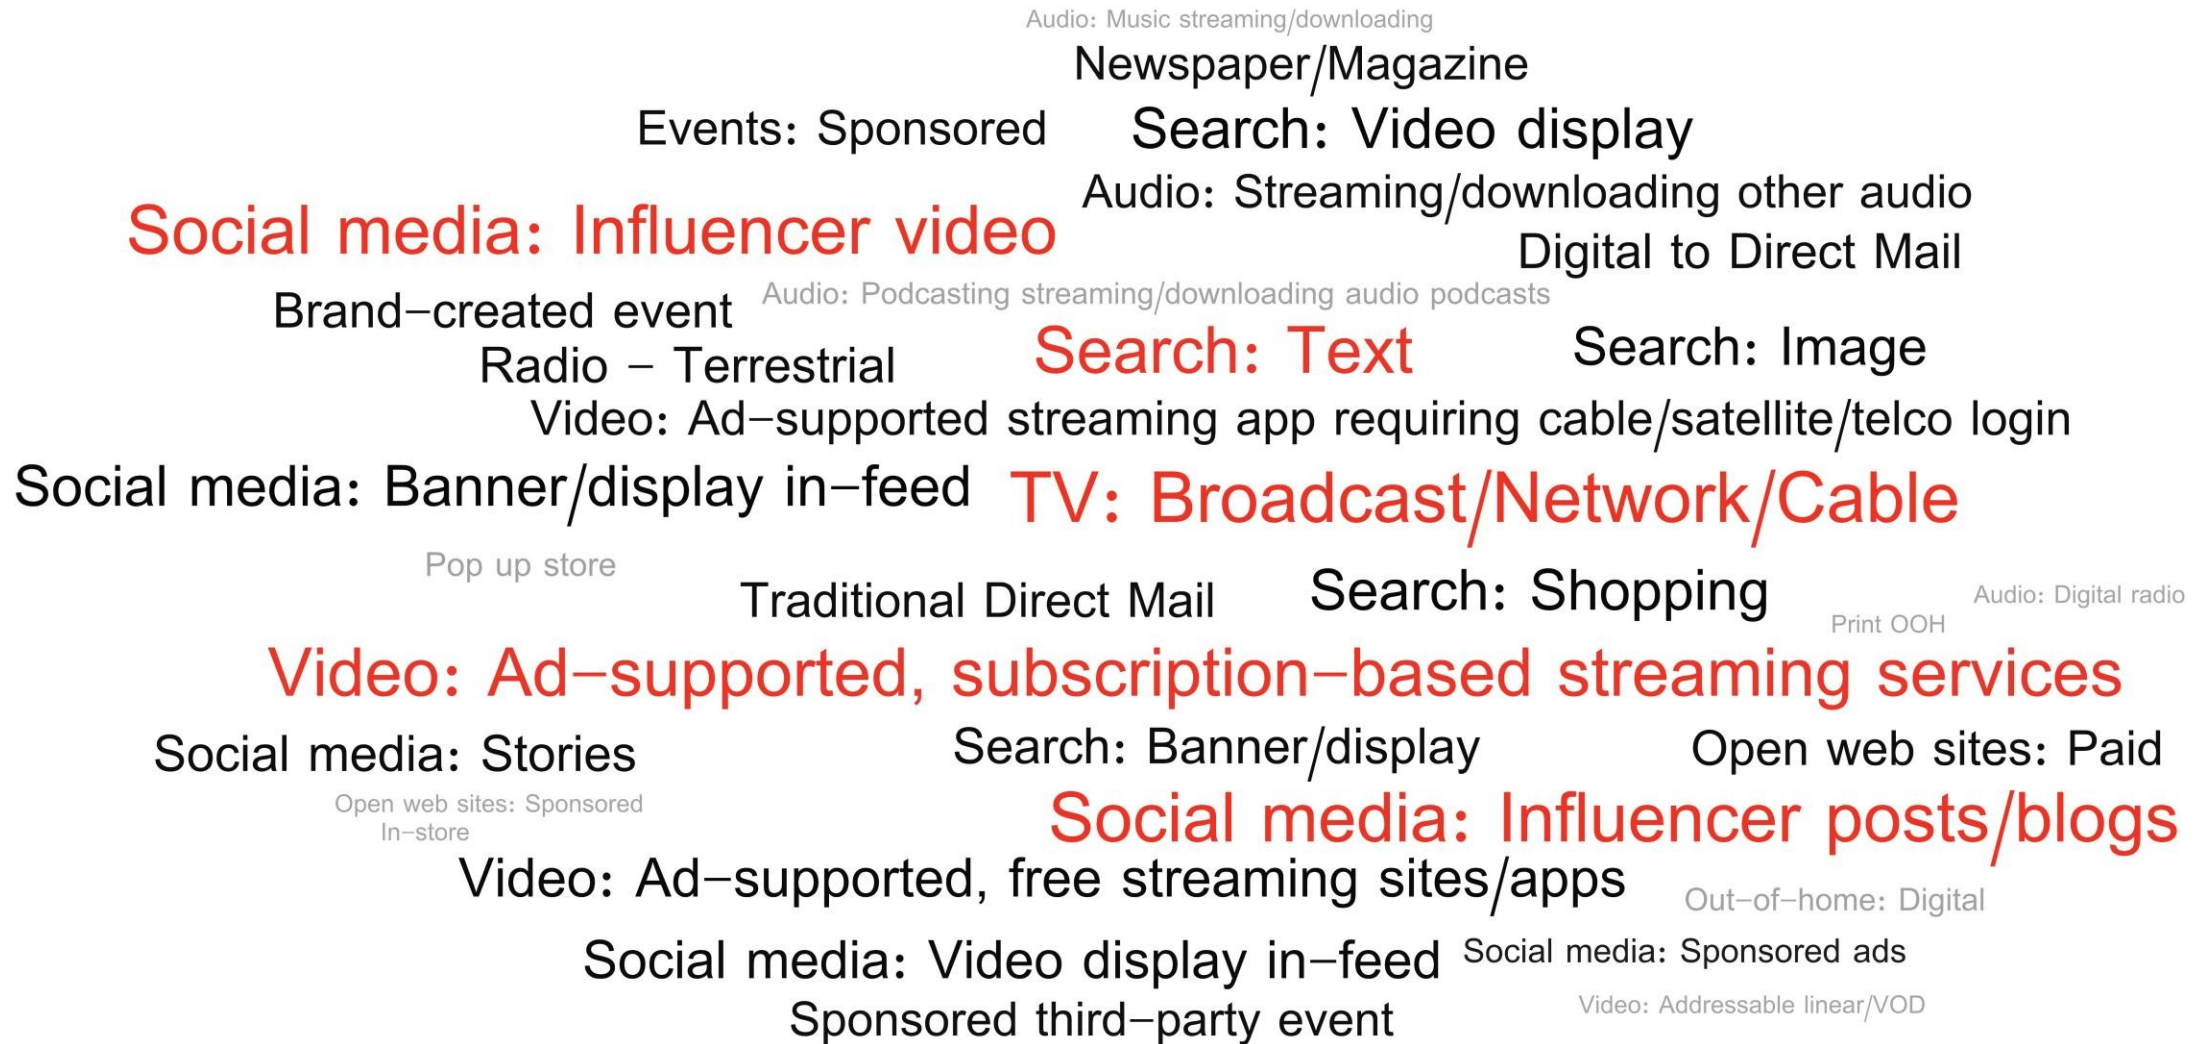 Audio: Music streaming/downloading
Newspaper/Magazine
Events: Sponsored
Search: Video display
Audio: Streaming/downloading other audio
Social media: Influencer video
Digital to Direct Mail
Brand-created event
Audio: Podcasting streaming/downloading audio podcasts
Radio - Terrestrial
Search: Text
Search: Image
Video: Ad-supported streaming app requiring cable/satellite/telco login
Social media: Banner/display in-feed
TV: Broadcast/Network/Cable
Pop up store
Traditional Direct Mail
Search: Shopping
Audio: Digital radio
Print OOH
Video: Ad-supported, subscription-based streaming services
Social media: Stories
Search: Banner/display
Open web sites: Paid
Open web sites: Sponsored
In-store
Social media: Influencer posts/blogs
Video: Ad-supported, free streaming sites/apps
Out-of-home: Digital
Social media: Video display in-feed
Social media: Sponsored ads
Sponsored third-party event
Video: Addressable linear/VOD